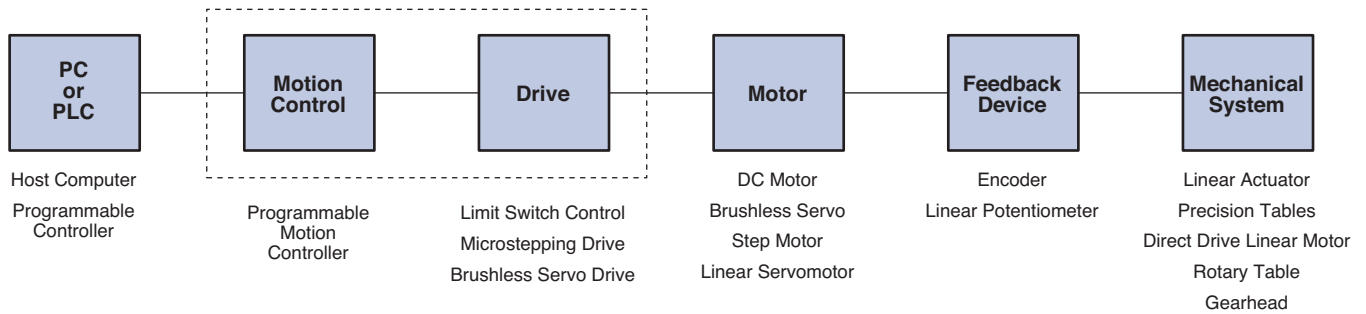 PC
or
PLC
Motion
Control
Drive
Motor
Feedback
Device
Mechanical
System
Host Computer
Programmable
Controller
Programmable
Motion
Controller
Limit Switch Control
Microstepping Drive
Brushless Servo Drive
DC Motor
Brushless Servo
Step Motor
Linear Servomotor
Encoder
Linear Potentiometer
Linear Actuator
Precision Tables
Direct Drive Linear Motor
Rotary Table
Gearhead